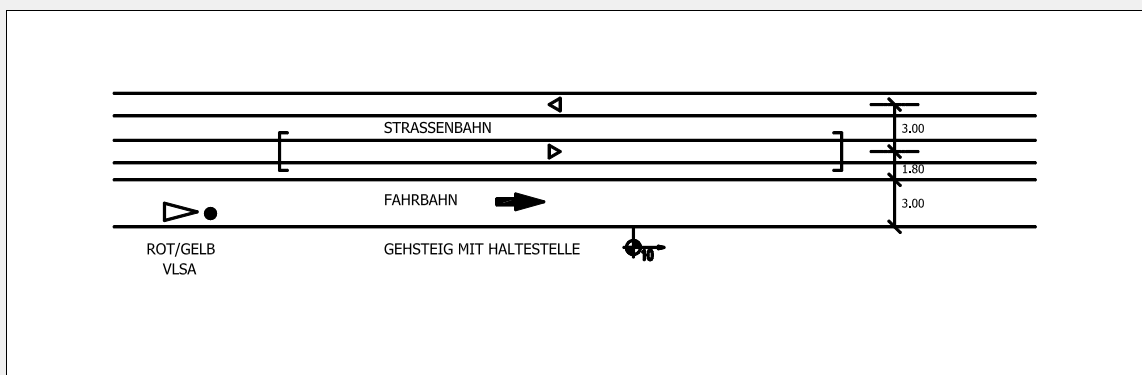 STRASSENBAHN
3.00
1.80
FAHRBAHN
3.00
ROT/GELB
VLSA
GEHSTEIG MIT HALTESTELLE
10